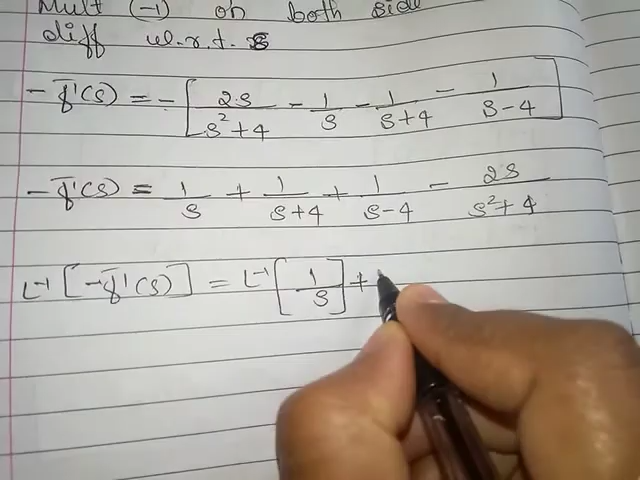 Mult (-1) on both side
diff w.r.t. s
- f̄'(s) = - [ 2s/(s²+4) - 1/s - 1/(s+4) - 1/(s-4) ]
- f̄'(s) = 1/s + 1/(s+4) + 1/(s-4) - 2s/(s²+4)
L⁻¹ [ - f̄'(s) ] = L⁻¹ [ 1/s ] +